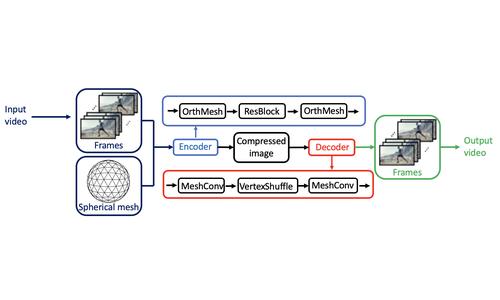 Input
video
Frames
Spherical mesh
OrthMesh
ResBlock
OrthMesh
Encoder
Compressed
image
Decoder
MeshConv
VertexShuffle
MeshConv
Frames
Output
video